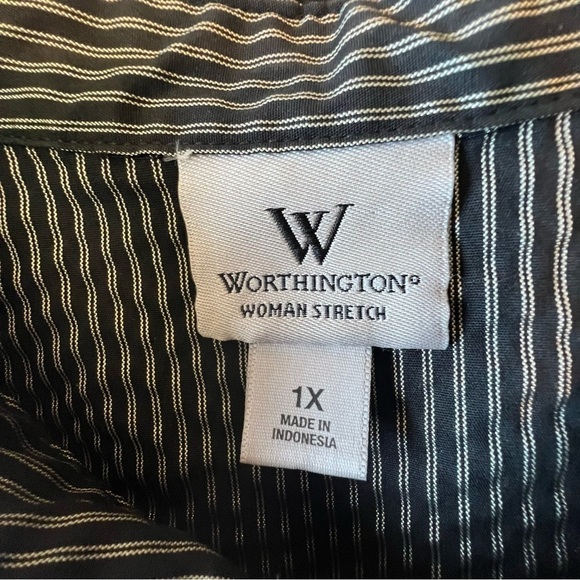 W
WORTHINGTON®
WOMAN STRETCH
1X
MADE IN
INDONESIA